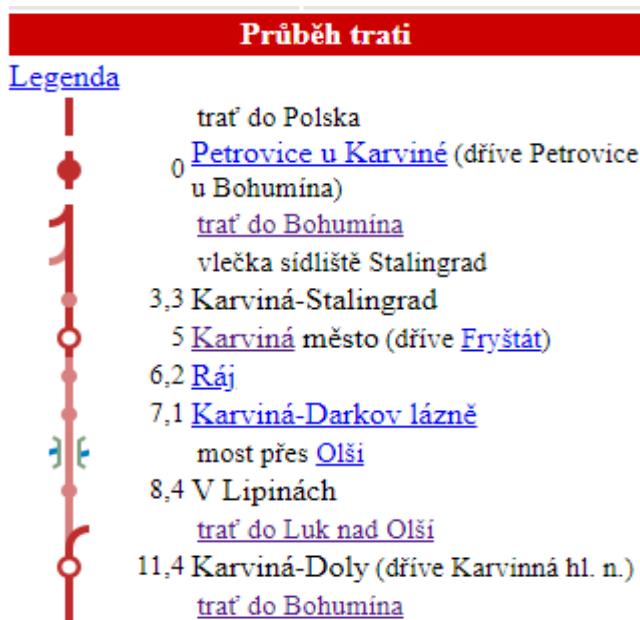 Průběh trati
Legenda
trať do Polska
0 Petrovice u Karviné (dříve Petrovice
u Bohumína)
trať do Bohumína
vlečka sídliště Stalingrad
3,3 Karviná-Stalingrad
5 Karviná město (dříve Fryštát)
6,2 Ráj
7,1 Karviná-Darkov lázně
most přes Olši
8,4 V Lipinách
trať do Luk nad Olší
11,4 Karviná-Doly (dříve Karvinná hl. n.)
trať do Bohumína